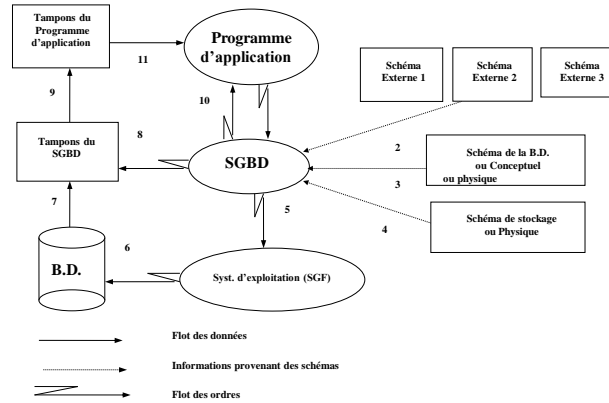 Tampons du
Programme
d'application
11
Programme
d'application
Schéma
Externe 1
Schéma
Externe 2
Schéma
Externe 3
9
10
Tampons du
SGBD
8
SGBD
2
Schéma de la B.D.
ou Conceptuel
ou physique
3
7
5
4
Schéma de stockage
ou Physique
B.D.
6
Syst. d'exploitation (SGF)
Flot des données
Informations provenant des schémas
Flot des ordres